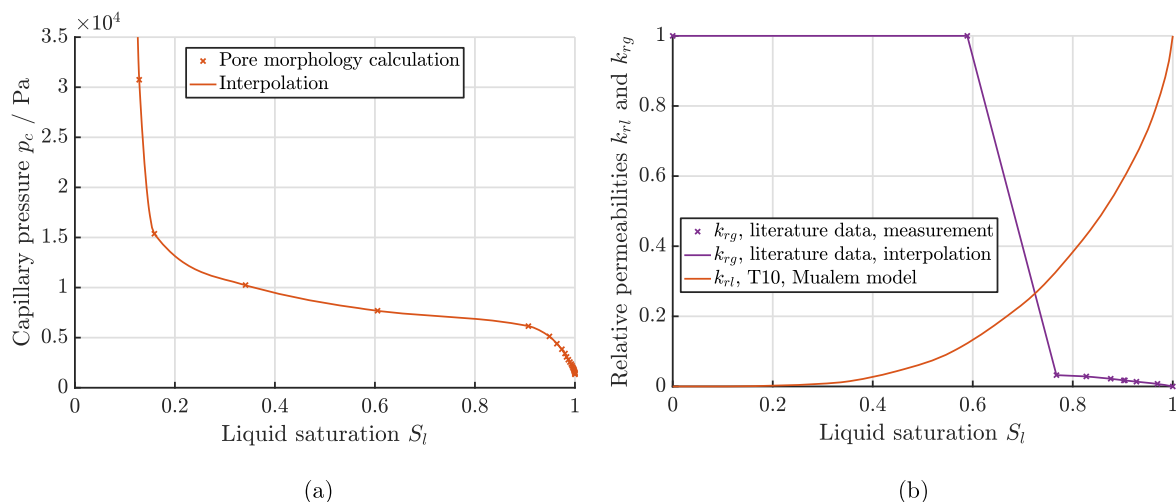 ×10⁴
3.5
3
2.5
2
1.5
1
0.5
0
0 0.2 0.4 0.6 0.8 1
Capillary pressure p_c / Pa
Liquid saturation S_l
Pore morphology calculation
Interpolation
(a)
1
0.8
0.6
0.4
0.2
0
0 0.2 0.4 0.6 0.8 1
Relative permeabilities k_rl and k_rg
Liquid saturation S_l
k_rg, literature data, measurement
k_rg, literature data, interpolation
k_rl, T10, Mualem model
(b)